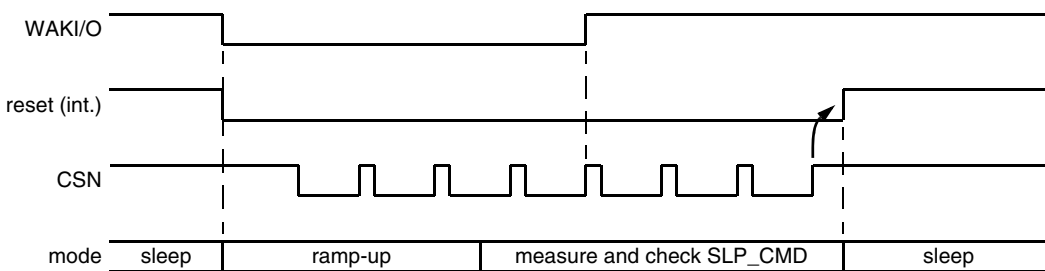 WAKI/O
reset (int.)
CSN
mode sleep ramp-up measure and check SLP_CMD sleep